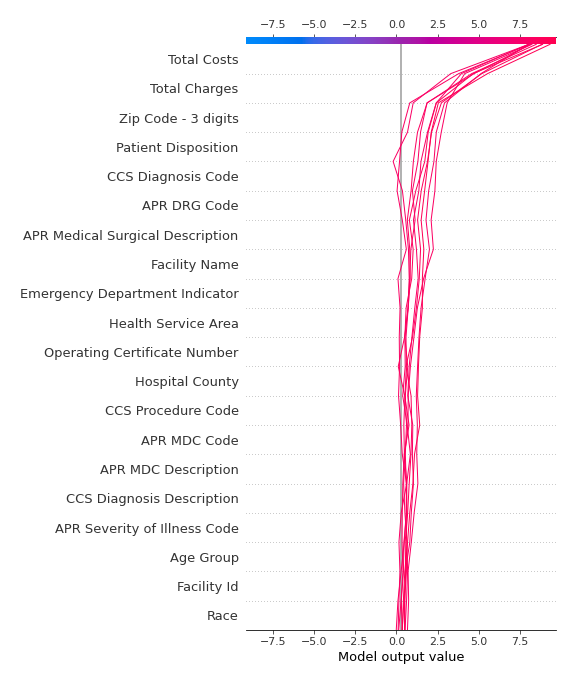 −7.5 −5.0 −2.5 0.0 2.5 5.0 7.5
Total Costs
Total Charges
Zip Code - 3 digits
Patient Disposition
CCS Diagnosis Code
APR DRG Code
APR Medical Surgical Description
Facility Name
Emergency Department Indicator
Health Service Area
Operating Certificate Number
Hospital County
CCS Procedure Code
APR MDC Code
APR MDC Description
CCS Diagnosis Description
APR Severity of Illness Code
Age Group
Facility Id
Race
−7.5 −5.0 −2.5 0.0 2.5 5.0 7.5
Model output value